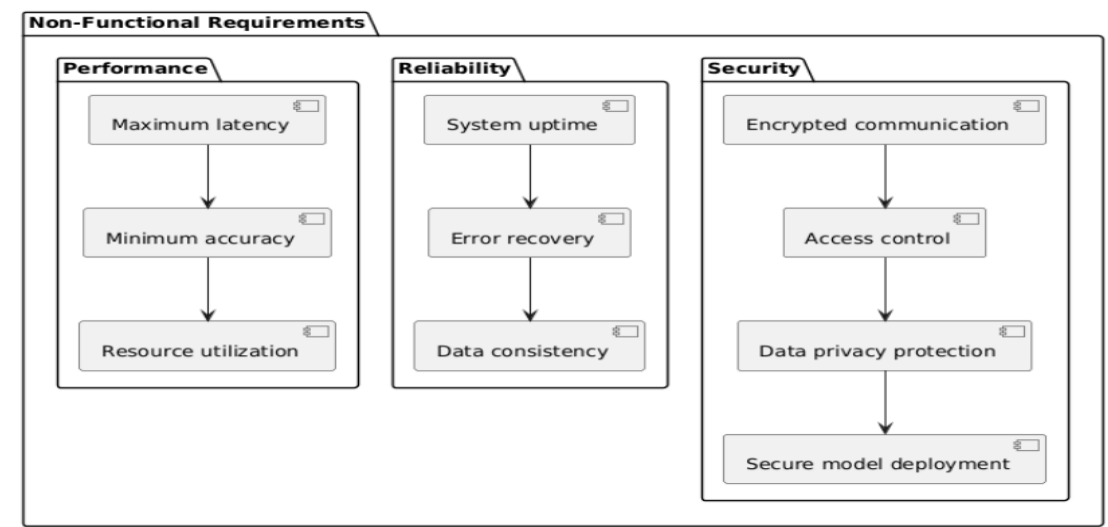 Non-Functional Requirements
Performance
Maximum latency
Minimum accuracy
Resource utilization
Reliability
System uptime
Error recovery
Data consistency
Security
Encrypted communication
Access control
Data privacy protection
Secure model deployment